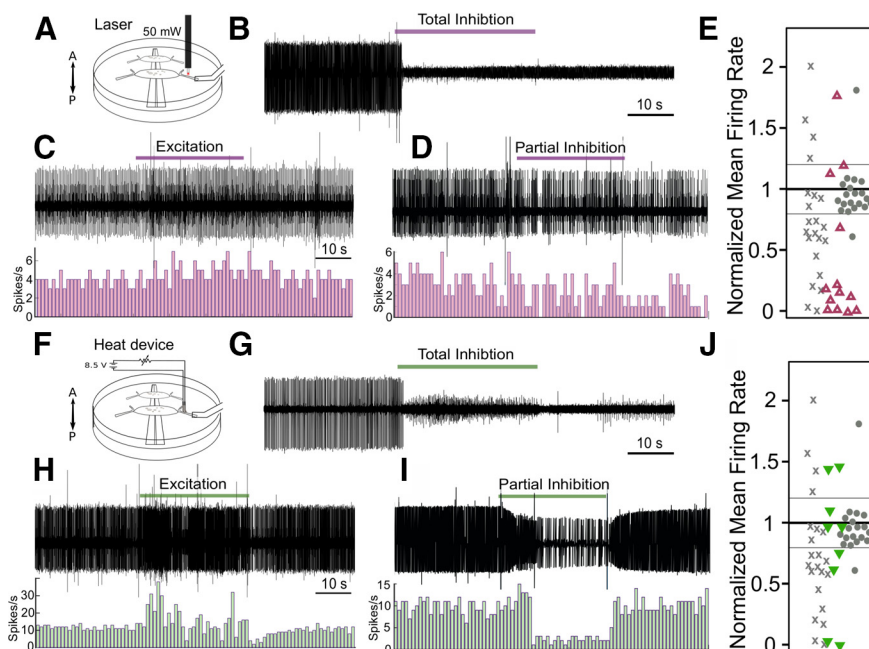 A
Laser
50 mW
A
P
B
Total Inhibtion
10 s
C
Excitation
10 s
Spikes/s
6
4
2
0
D
Partial Inhibition
Spikes/s
6
4
2
0
E
Normalized Mean Firing Rate
2
1.5
1
0.5
0
F
Heat device
8.5 V
A
P
G
Total Inhibtion
10 s
H
Excitation
10 s
Spikes/s
30
20
10
0
I
Partial Inhibition
Spikes/s
15
10
5
0
J
Normalized Mean Firing Rate
2
1.5
1
0.5
0